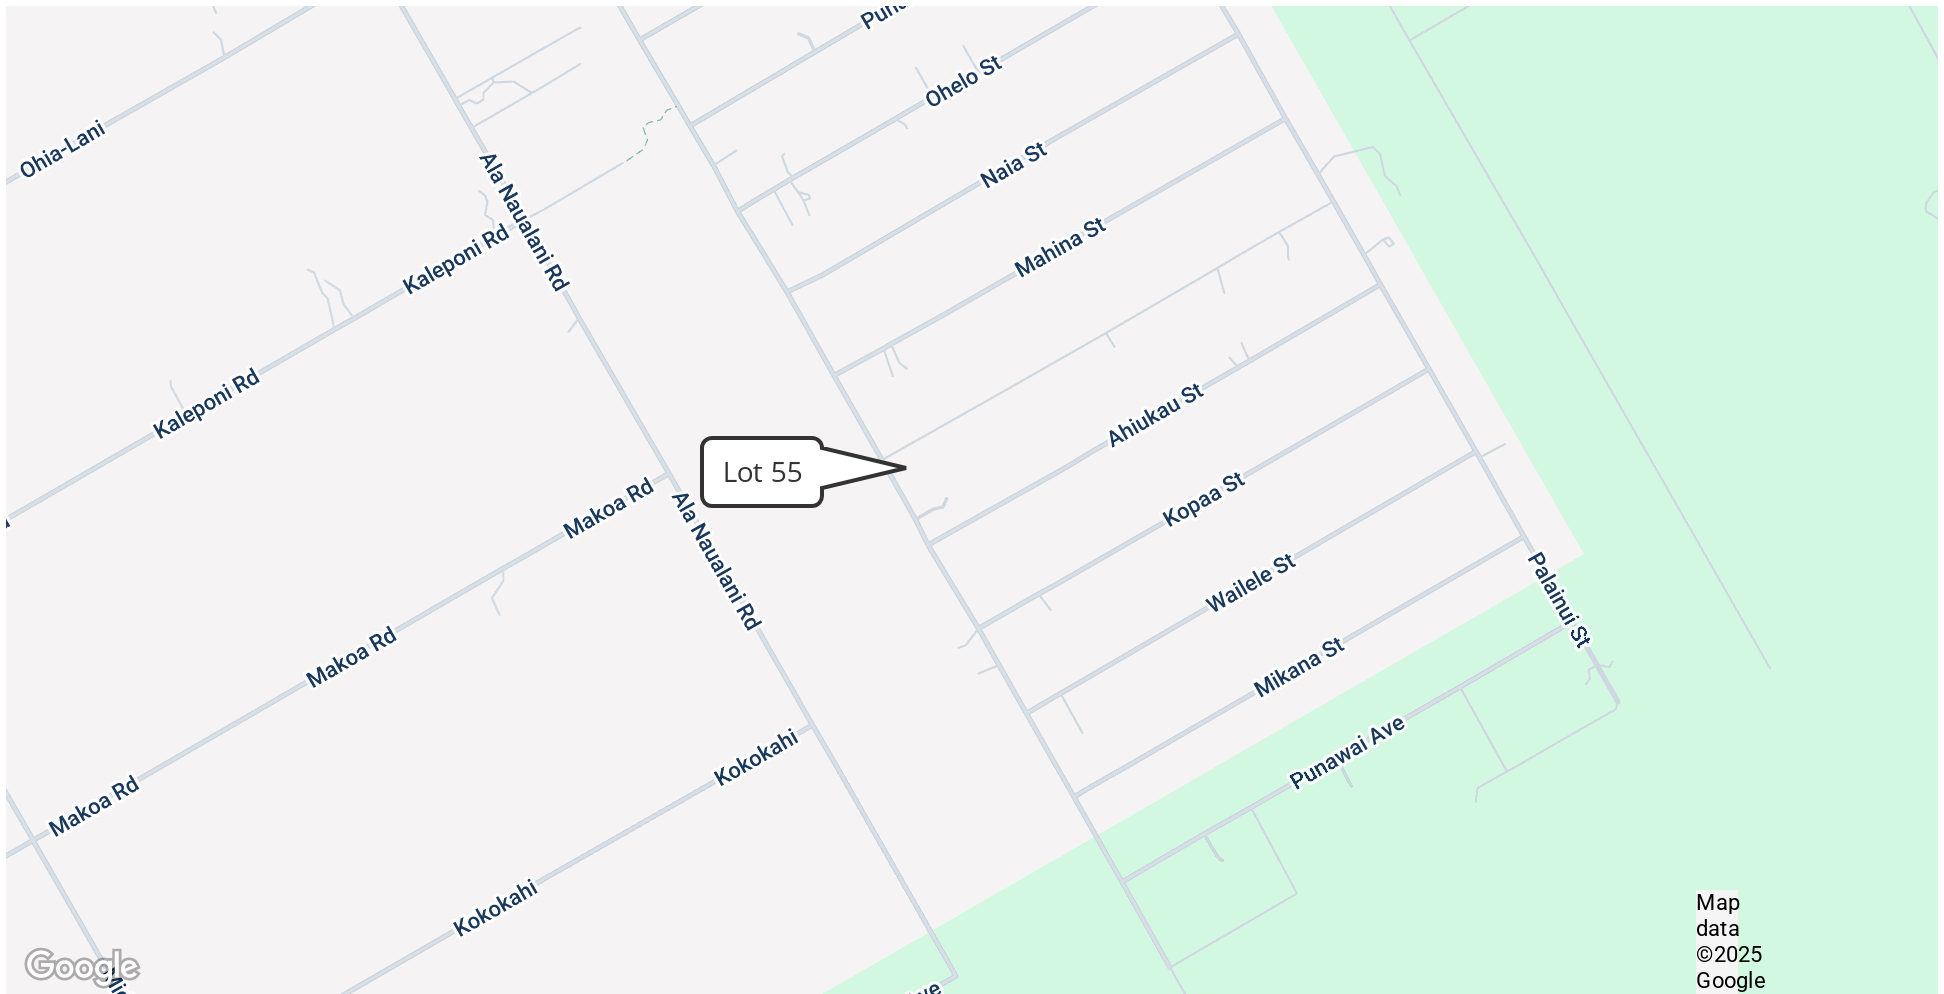 Ohelo St
Ohia-Lani
Naia St
Ala Naualani Rd
Kaleponi Rd
Mahina St
Kaleponi Rd
Ahiukau St
Lot 55
Makoa Rd
Ala Naualani Rd
Kopaa St
Wailele St
Palainui St
Makoa Rd
Mikana St
Kokokahi
Punawai Ave
Makoa Rd
Kokokahi
Google
Map
data
©2025
Google